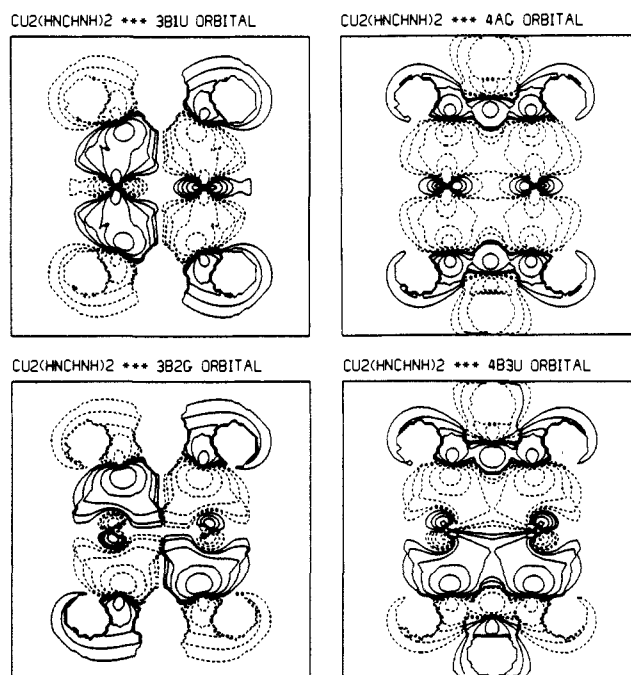 CU2(HNCHNH)2 *** 3B1U ORBITAL
CU2(HNCHNH)2 *** 4AG ORBITAL
CU2(HNCHNH)2 *** 3B2G ORBITAL
CU2(HNCHNH)2 *** 4B3U ORBITAL